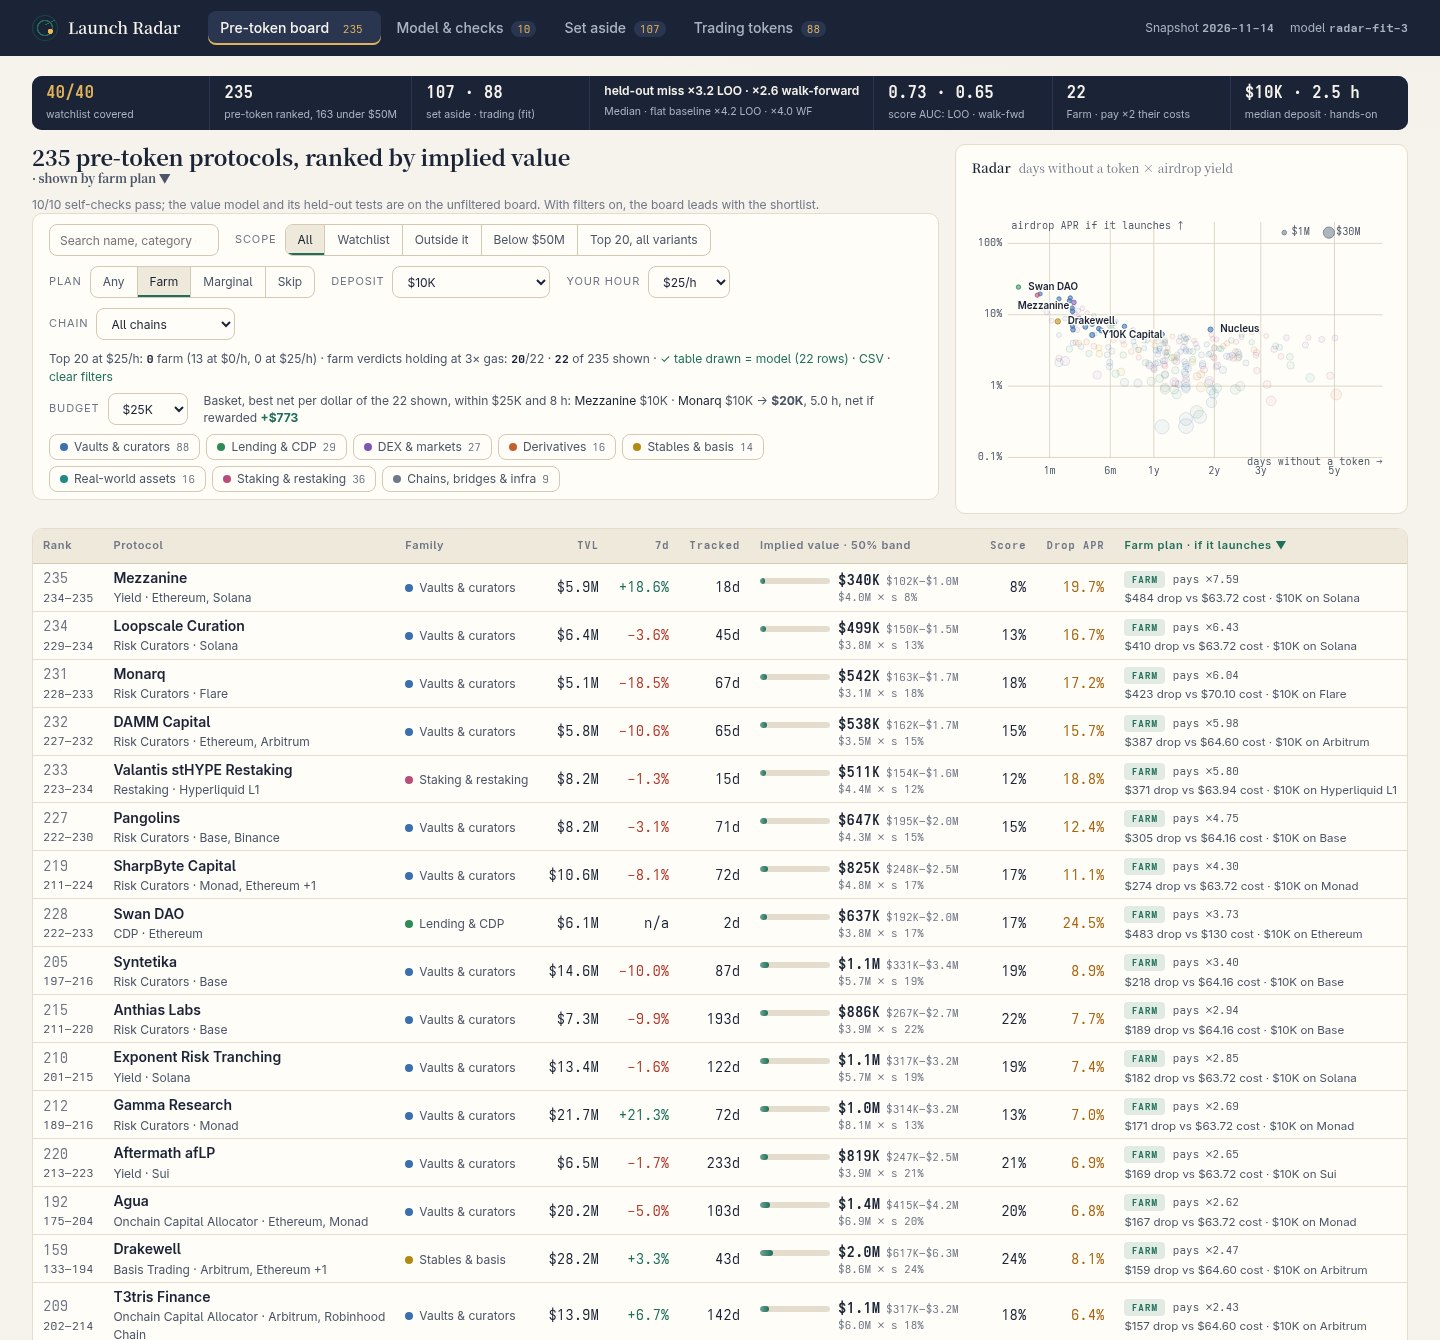 Launch Radar
Pre-token board 235
Model & checks 10
Set aside 107
Trading tokens 88
Snapshot 2026-11-14 model radar-fit-3
40/40
watchlist covered
235
pre-token ranked, 163 under $50M
107 · 88
set aside · trading (fit)
held-out miss ×3.2 LOO · ×2.6 walk-forward
Median · flat baseline ×4.2 LOO · ×4.0 WF
0.73 · 0.65
score AUC: LOO · walk-fwd
22
Farm · pay ×2 their costs
$10K · 2.5 h
median deposit · hands-on
235 pre-token protocols, ranked by implied value
· shown by farm plan ▼
10/10 self-checks pass; the value model and its held-out tests are on the unfiltered board. With filters on, the board leads with the shortlist.
Search name, category
SCOPE All Watchlist Outside it Below $50M Top 20, all variants
PLAN Any Farm Marginal Skip DEPOSIT $10K YOUR HOUR $25/h
CHAIN All chains
Top 20 at $25/h: 0 farm (13 at $0/h, 0 at $25/h) · farm verdicts holding at 3× gas: 20/22 · 22 of 235 shown · ✓ table drawn = model (22 rows) · CSV ·
clear filters
BUDGET $25K
Basket, best net per dollar of the 22 shown, within $25K and 8 h: Mezzanine $10K · Monarq $10K → $20K, 5.0 h, net if
rewarded +$773
Vaults & curators 88 Lending & CDP 29 DEX & markets 27 Derivatives 16 Stables & basis 14
Real-world assets 16 Staking & restaking 36 Chains, bridges & infra 9
Radar days without a token × airdrop yield
airdrop APR if it launches ↑
$1M $30M
100%
10%
1%
0.1%
Swan DAO
Mezzanine
Drakewell
Y10K Capital
Nucleus
days without a token →
1m 6m 1y 2y 3y 5y
Rank Protocol Family TVL 7d Tracked Implied value · 50% band Score Drop APR Farm plan · if it launches ▼
235 Mezzanine Vaults & curators $5.9M +18.6% 18d $340K $102K–$1.0M 8% 19.7% FARM pays ×7.59
234–235 Yield · Ethereum, Solana $4.0M × s 8% $484 drop vs $63.72 cost · $10K on Solana
234 Loopscale Curation Vaults & curators $6.4M −3.6% 45d $499K $150K–$1.5M 13% 16.7% FARM pays ×6.43
229–234 Risk Curators · Solana $3.8M × s 13% $410 drop vs $63.72 cost · $10K on Solana
231 Monarq Vaults & curators $5.1M −18.5% 67d $542K $163K–$1.7M 18% 17.2% FARM pays ×6.04
228–233 Risk Curators · Flare $3.1M × s 18% $423 drop vs $70.10 cost · $10K on Flare
232 DAMM Capital Vaults & curators $5.8M −10.6% 65d $538K $162K–$1.7M 15% 15.7% FARM pays ×5.98
227–232 Risk Curators · Ethereum, Arbitrum $3.5M × s 15% $387 drop vs $64.60 cost · $10K on Arbitrum
233 Valantis stHYPE Restaking Staking & restaking $8.2M −1.3% 15d $511K $154K–$1.6M 12% 18.8% FARM pays ×5.80
223–234 Restaking · Hyperliquid L1 $4.4M × s 12% $371 drop vs $63.94 cost · $10K on Hyperliquid L1
227 Pangolins Vaults & curators $8.2M −3.1% 71d $647K $195K–$2.0M 15% 12.4% FARM pays ×4.75
222–230 Risk Curators · Base, Binance $4.3M × s 15% $305 drop vs $64.16 cost · $10K on Base
219 SharpByte Capital Vaults & curators $10.6M −8.1% 72d $825K $248K–$2.5M 17% 11.1% FARM pays ×4.30
211–224 Risk Curators · Monad, Ethereum +1 $4.8M × s 17% $274 drop vs $63.72 cost · $10K on Monad
228 Swan DAO Lending & CDP $6.1M n/a 2d $637K $192K–$2.0M 17% 24.5% FARM pays ×3.73
222–233 CDP · Ethereum $3.8M × s 17% $483 drop vs $130 cost · $10K on Ethereum
205 Syntetika Vaults & curators $14.6M −10.0% 87d $1.1M $331K–$3.4M 19% 8.9% FARM pays ×3.40
197–216 Risk Curators · Base $5.7M × s 19% $218 drop vs $64.16 cost · $10K on Base
215 Anthias Labs Vaults & curators $7.3M −9.9% 193d $886K $267K–$2.7M 22% 7.7% FARM pays ×2.94
211–220 Risk Curators · Base $3.9M × s 22% $189 drop vs $64.16 cost · $10K on Base
210 Exponent Risk Tranching Vaults & curators $13.4M −1.6% 122d $1.1M $317K–$3.2M 19% 7.4% FARM pays ×2.85
201–215 Yield · Solana $5.7M × s 19% $182 drop vs $63.72 cost · $10K on Solana
212 Gamma Research Vaults & curators $21.7M +21.3% 72d $1.0M $314K–$3.2M 13% 7.0% FARM pays ×2.69
189–216 Risk Curators · Monad $8.1M × s 13% $171 drop vs $63.72 cost · $10K on Monad
220 Aftermath afLP Vaults & curators $6.5M −1.7% 233d $819K $247K–$2.5M 21% 6.9% FARM pays ×2.65
213–223 Yield · Sui $3.9M × s 21% $169 drop vs $63.72 cost · $10K on Sui
192 Agua Vaults & curators $20.2M −5.0% 103d $1.4M $415K–$4.2M 20% 6.8% FARM pays ×2.62
175–204 Onchain Capital Allocator · Ethereum, Monad $6.9M × s 20% $167 drop vs $63.72 cost · $10K on Monad
159 Drakewell Stables & basis $28.2M +3.3% 43d $2.0M $617K–$6.3M 24% 8.1% FARM pays ×2.47
133–194 Basis Trading · Arbitrum, Ethereum +1 $8.6M × s 24% $159 drop vs $64.60 cost · $10K on Arbitrum
209 T3tris Finance Vaults & curators $13.9M +6.7% 142d $1.1M $317K–$3.2M 18% 6.4% FARM pays ×2.43
202–214 Onchain Capital Allocator · Arbitrum, Robinhood Chain $6.0M × s 18% $157 drop vs $64.60 cost · $10K on Arbitrum